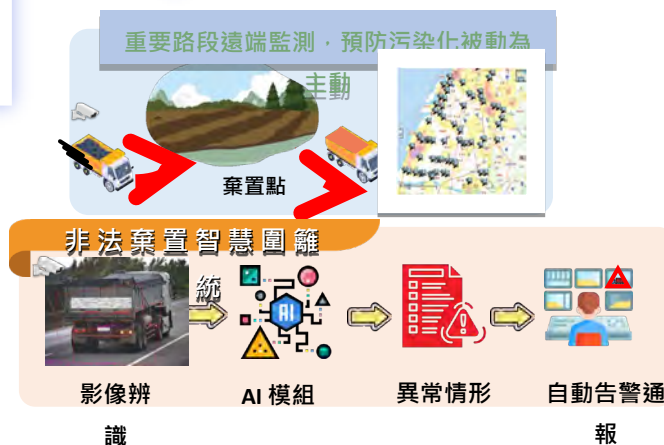 重要路段遠端監測，預防污染化被動為
主動
棄置點
非法棄置智慧圍籬
統
AI
影像辨
識
AI 模組
異常情形
自動告警通
報